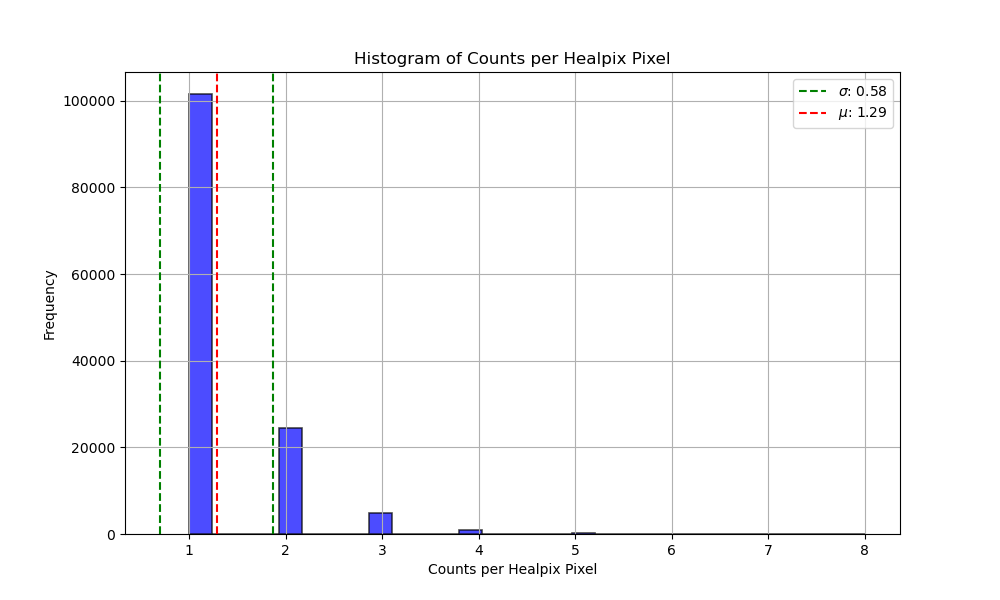 Histogram of Counts per Healpix Pixel
σ: 0.58
μ: 1.29
100000
80000
60000
40000
20000
0
Frequency
1 2 3 4 5 6 7 8
Counts per Healpix Pixel